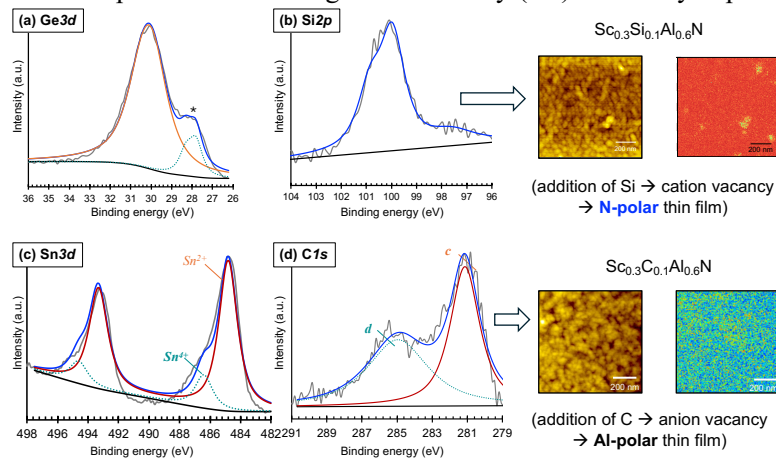 (a) Ge3d
*
Intensity (a.u.)
36 35 34 33 32 31 30 29 28 27 26
Binding energy (eV)
(b) Si2p
Intensity (a.u.)
104 103 102 101 100 99 98 97 96
Binding energy (eV)
Sc0.3Si0.1Al0.6N
200 nm
200 nm
(addition of Si → cation vacancy
→ N-polar thin film)
(c) Sn3d
Sn2+
Sn4+
Intensity (a.u.)
498 496 494 492 490 488 486 484 482
Binding energy (eV)
(d) C1s
c
d
Intensity (a.u.)
291 289 287 285 283 281 279
Binding energy (eV)
Sc0.3C0.1Al0.6N
200 nm
200 nm
(addition of C → anion vacancy
→ Al-polar thin film)